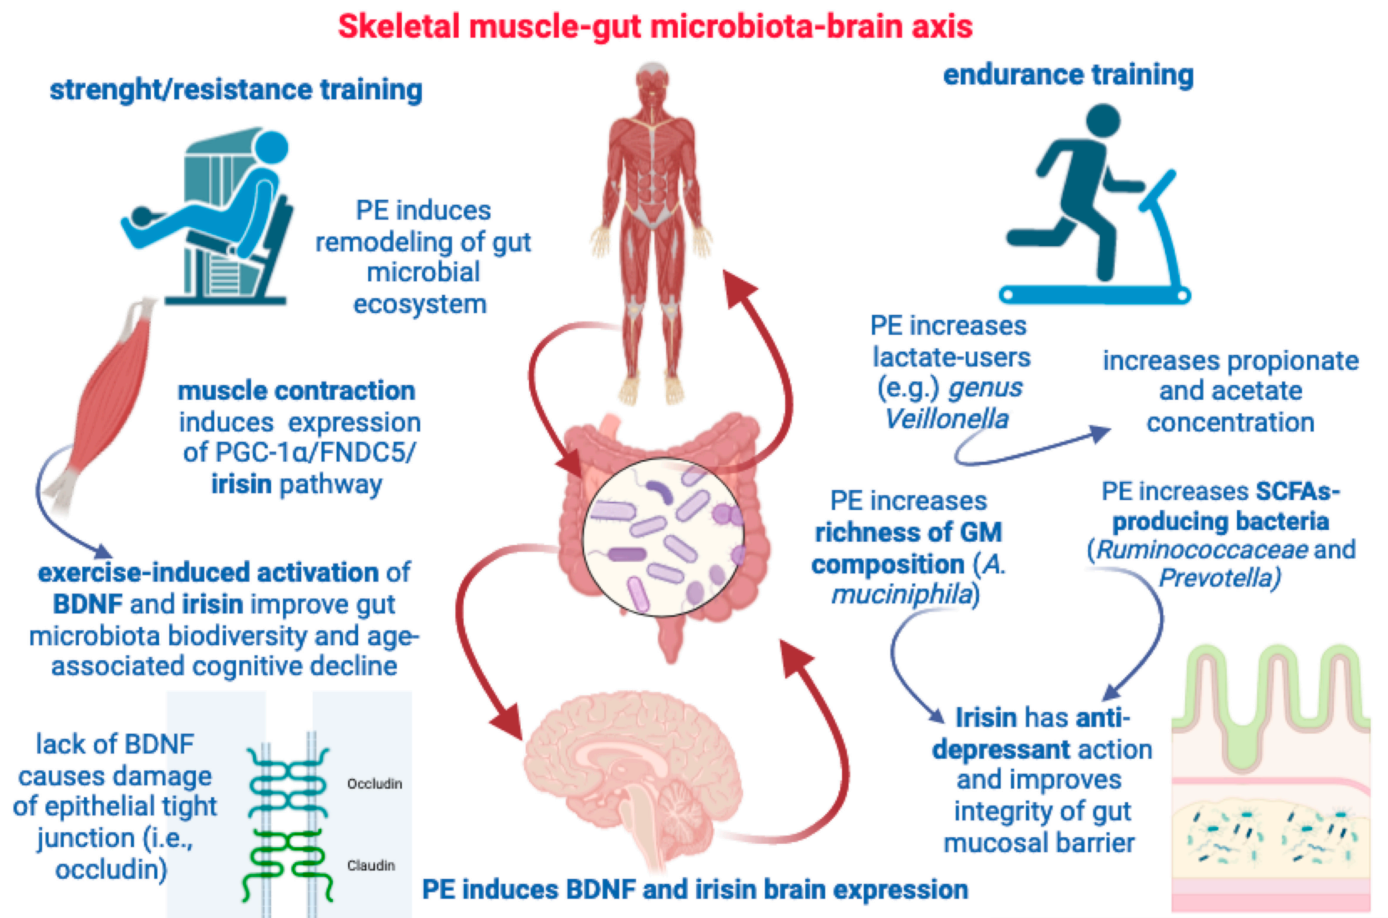 Skeletal muscle-gut microbiota-brain axis
strenght/resistance training
endurance training
PE induces
remodeling of gut
microbial
ecosystem
muscle contraction
induces expression
of PGC-1α/FNDC5/
irisin pathway
exercise-induced activation of
BDNF and irisin improve gut
microbiota biodiversity and age-
associated cognitive decline
lack of BDNF
causes damage
of epithelial tight
junction (i.e.,
occludin)
Occludin
Claudin
PE increases
lactate-users
(e.g.) genus
Veillonella
increases propionate
and acetate
concentration
PE increases
richness of GM
composition (A.
muciniphila)
PE increases SCFAs-
producing bacteria
(Ruminococcaceae and
Prevotella)
Irisin has anti-
depressant action
and improves
integrity of gut
mucosal barrier
PE induces BDNF and irisin brain expression